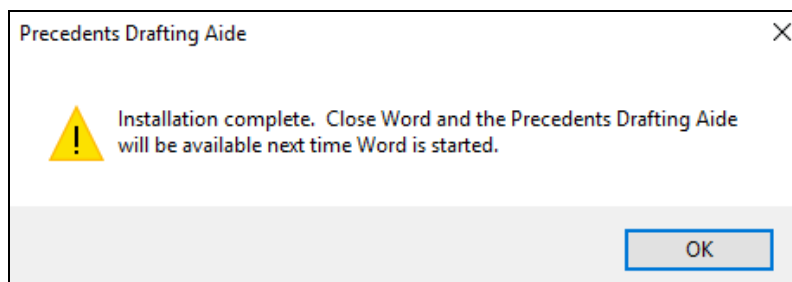 Precedents Drafting Aide
Installation complete.  Close Word and the Precedents Drafting Aide
will be available next time Word is started.
OK